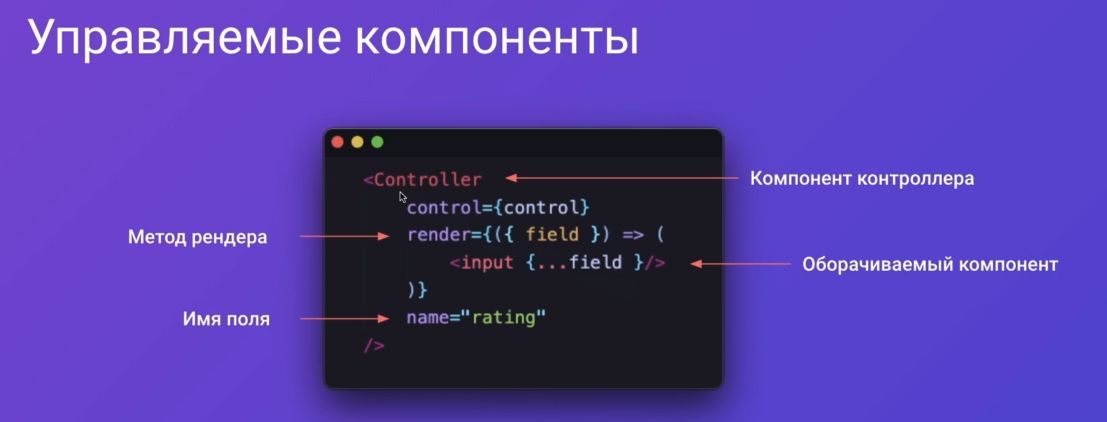 Управляемые компоненты
<Controller
Компонент контроллера
control={control}
Метод рендера
render={({ field }) => (
<input {...field }/>
Оборачиваемый компонент
)}
Имя поля
name="rating"
/>